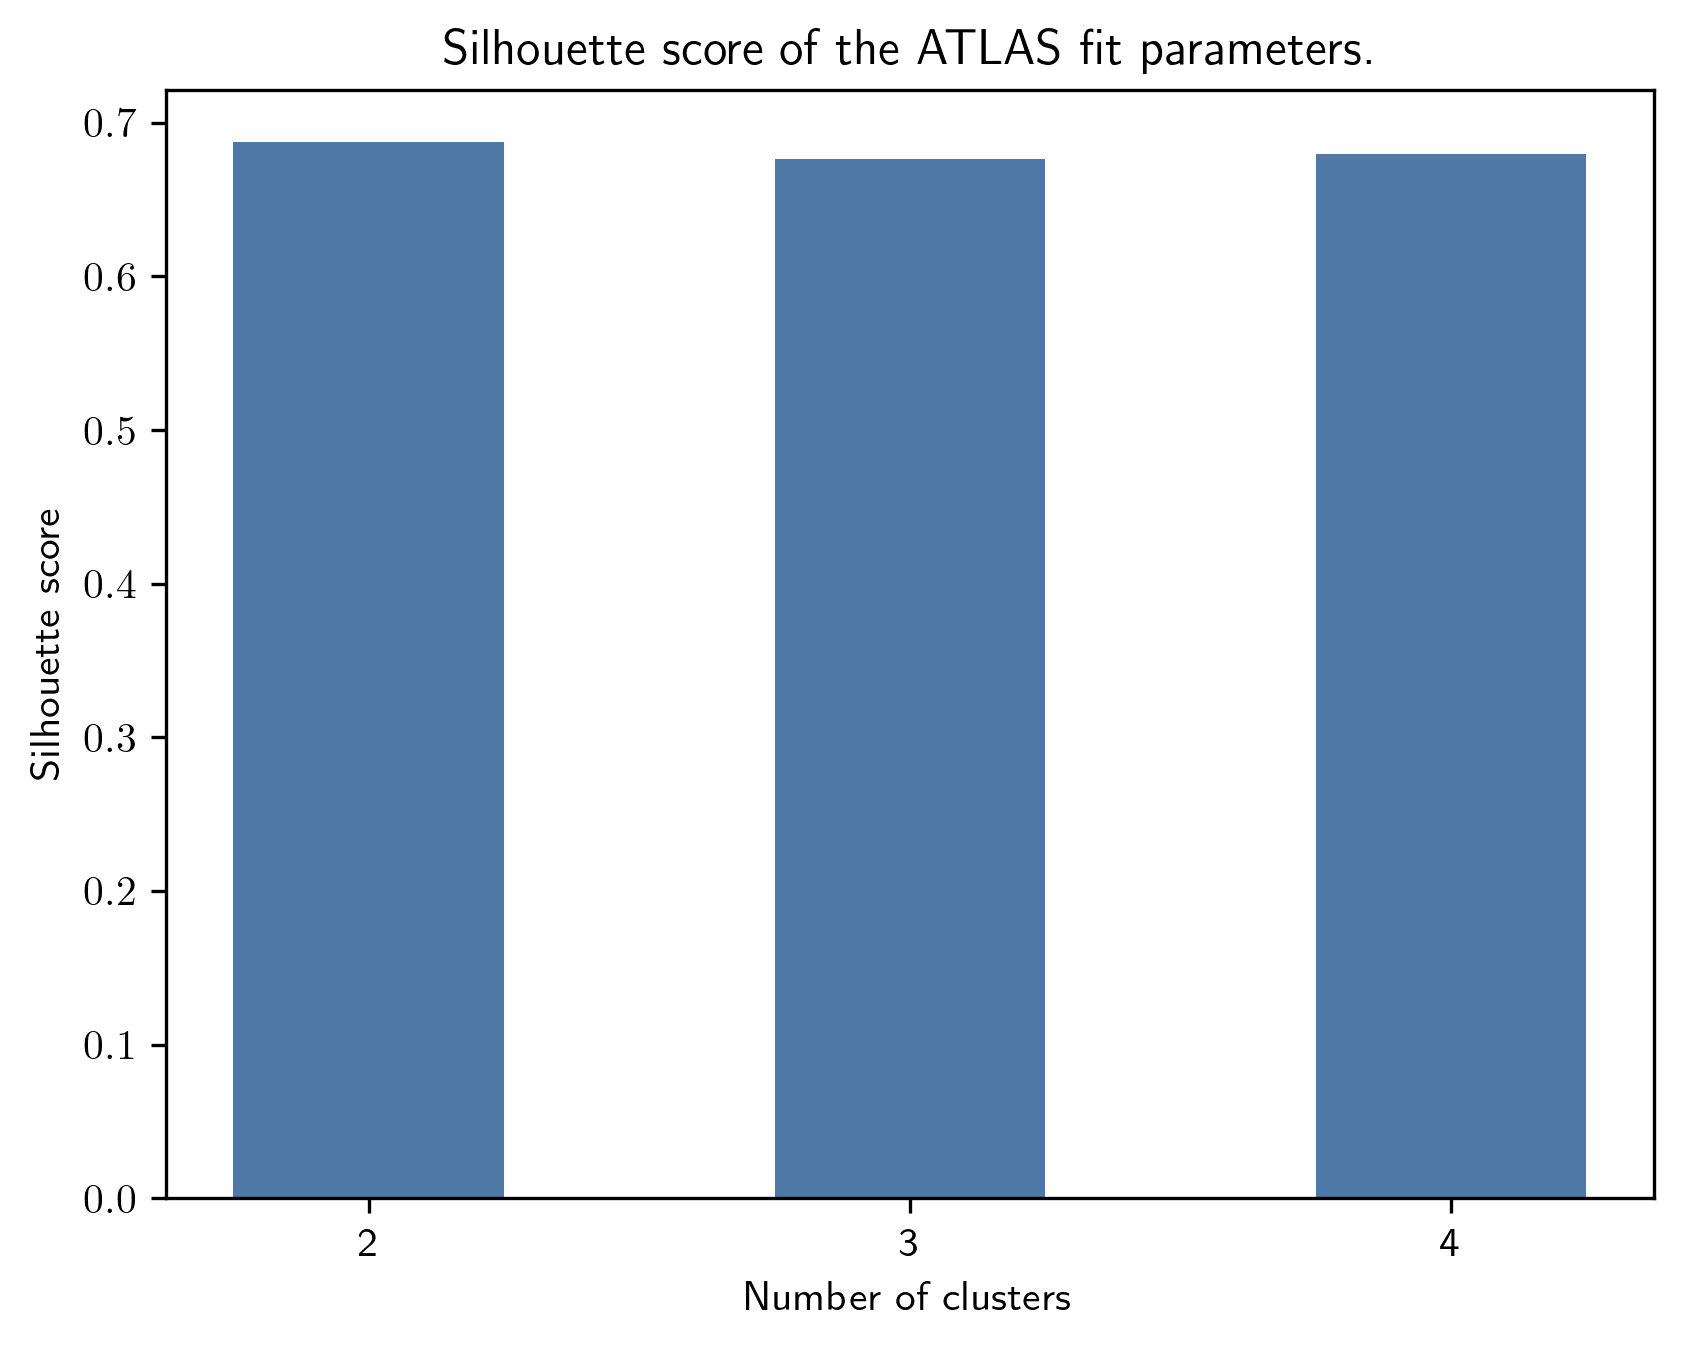 Silhouette score of the ATLAS fit parameters.
0.7
0.6
0.5
0.4
0.3
0.2
0.1
0.0
Silhouette score
2 3 4
Number of clusters